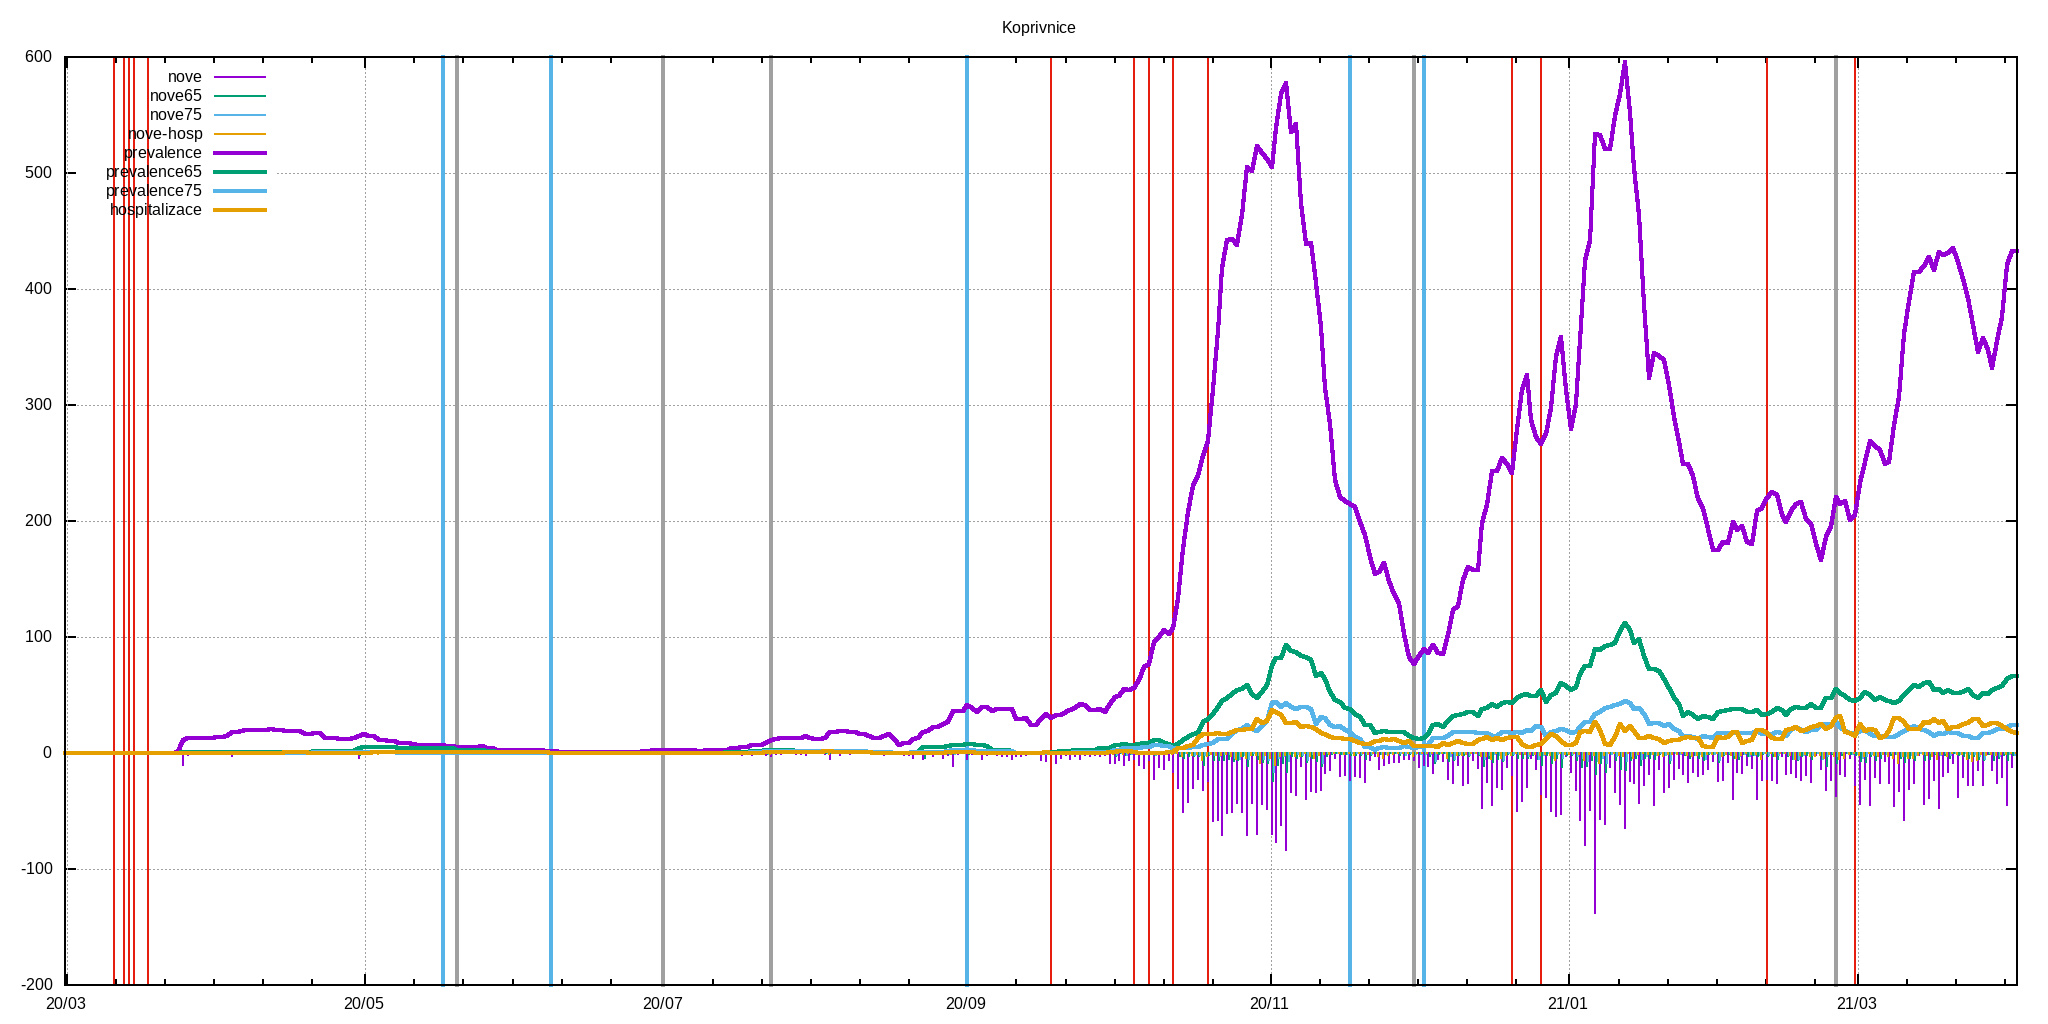 Koprivnice
600
500
400
300
200
100
0
-100
-200
nove
nove65
nove75
nove-hosp
prevalence
prevalence65
prevalence75
hospitalizace
20/03
20/05
20/07
20/09
20/11
21/01
21/03